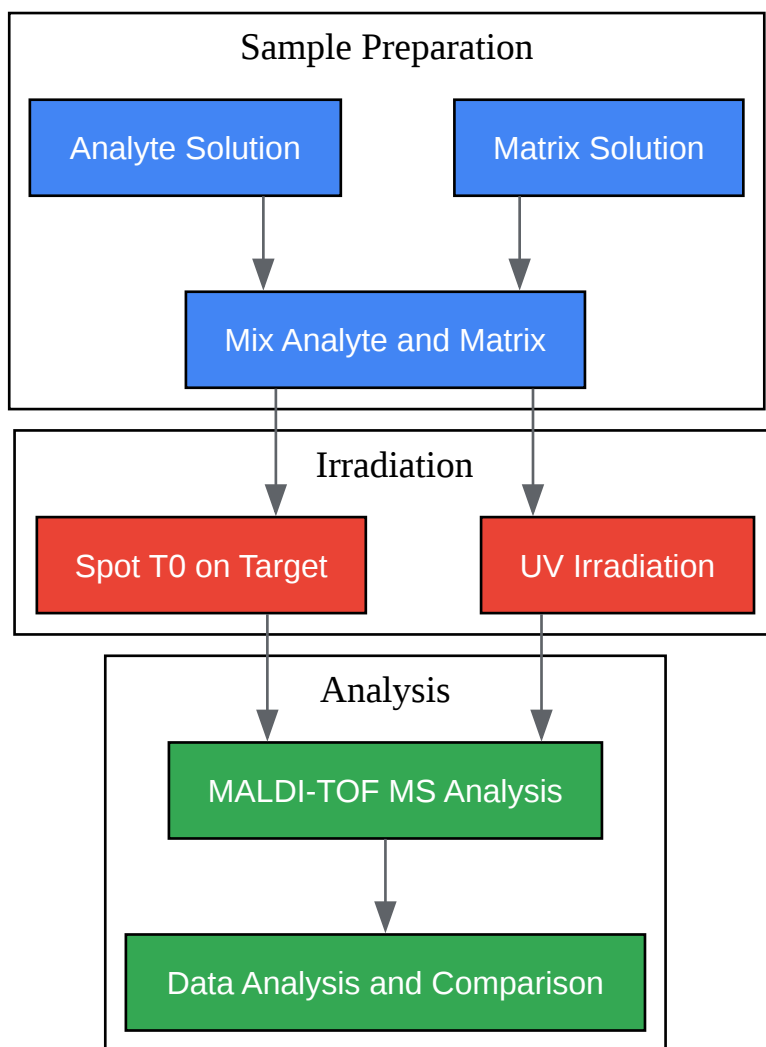 Sample Preparation
Analyte Solution
Matrix Solution
Mix Analyte and Matrix
Irradiation
Spot T0 on Target
UV Irradiation
Analysis
MALDI-TOF MS Analysis
Data Analysis and Comparison